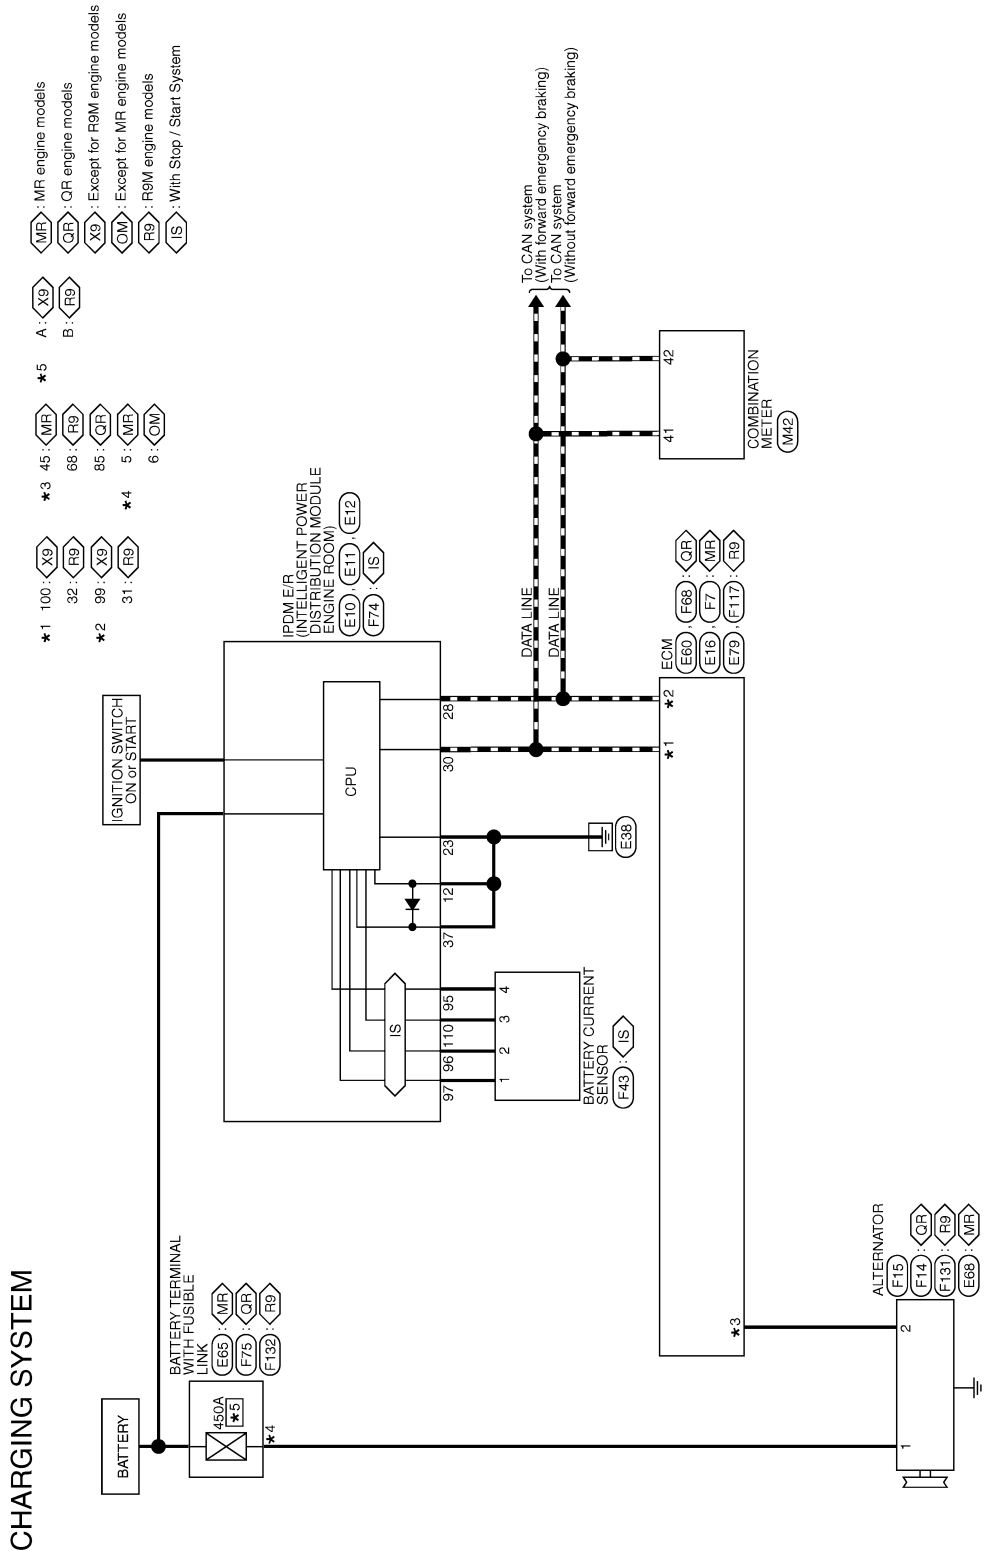 CHARGING SYSTEM
BATTERY
IGNITION SWITCH
ON or START
*1 100 : X9
32 : R9
*2 99 : X9
31 : R9
*3 45 : MR
68 : R9
85 : QR
*4 5 : MR
6 : OM
*5 A : X9
B : R9
MR : MR engine models
QR : QR engine models
X9 : Except for R9M engine models
OM : Except for MR engine models
R9 : R9M engine models
IS : With Stop / Start System
BATTERY TERMINAL
WITH FUSIBLE
LINK
E65 : MR
F75 : QR
F132 : R9
450A
*5
*4
IPDM E/R
(INTELLIGENT POWER
DISTRIBUTION MODULE
ENGINE ROOM)
E10 , E11 , E12
F74 : IS
CPU
IS
97 96 110 95 37 12 23 30 28
1 2 3 4
BATTERY CURRENT
SENSOR
F43 : IS
E38
DATA LINE
DATA LINE
To CAN system
(With forward emergency braking)
To CAN system
(Without forward emergency braking)
41 42
COMBINATION
METER
M42
ECM
E60 , F68 : QR
E16 , F7 : MR
E79 , F117 : R9
*1 *2
*3
ALTERNATOR
F15
F14 : QR
F131 : R9
E68 : MR
1 2